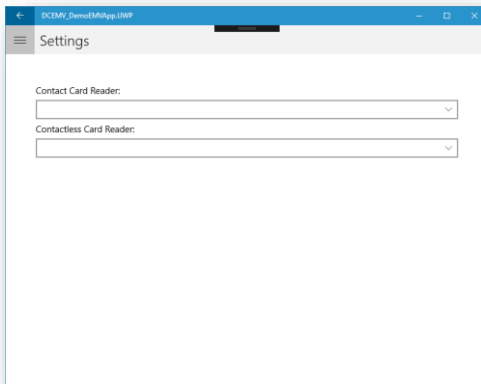 DCEMV_DemoEMVApp.UWP
Settings
Contact Card Reader:
Contactless Card Reader: